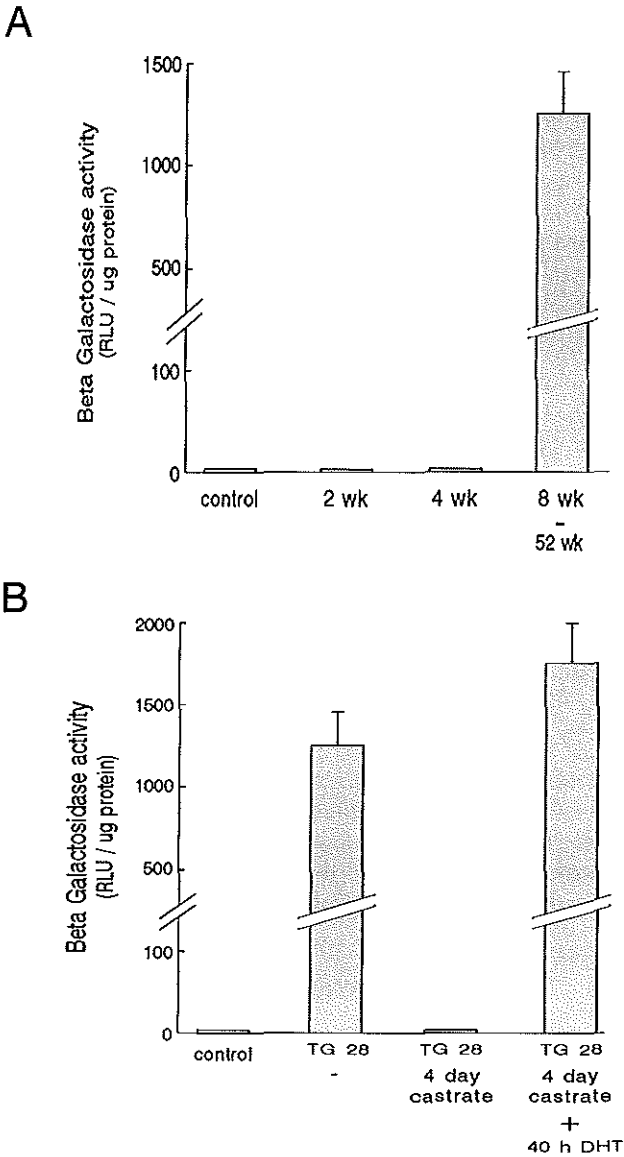 A
Beta Galactosidase activity
(RLU / ug protein)
1500
1000
500
100
0
control
2 wk
4 wk
8 wk
-
52 wk
B
Beta Galactosidase activity
(RLU / ug protein)
2000
1500
1000
500
100
0
control
TG 28
-
TG 28
4 day
castrate
TG 28
4 day
castrate
+
40 h DHT